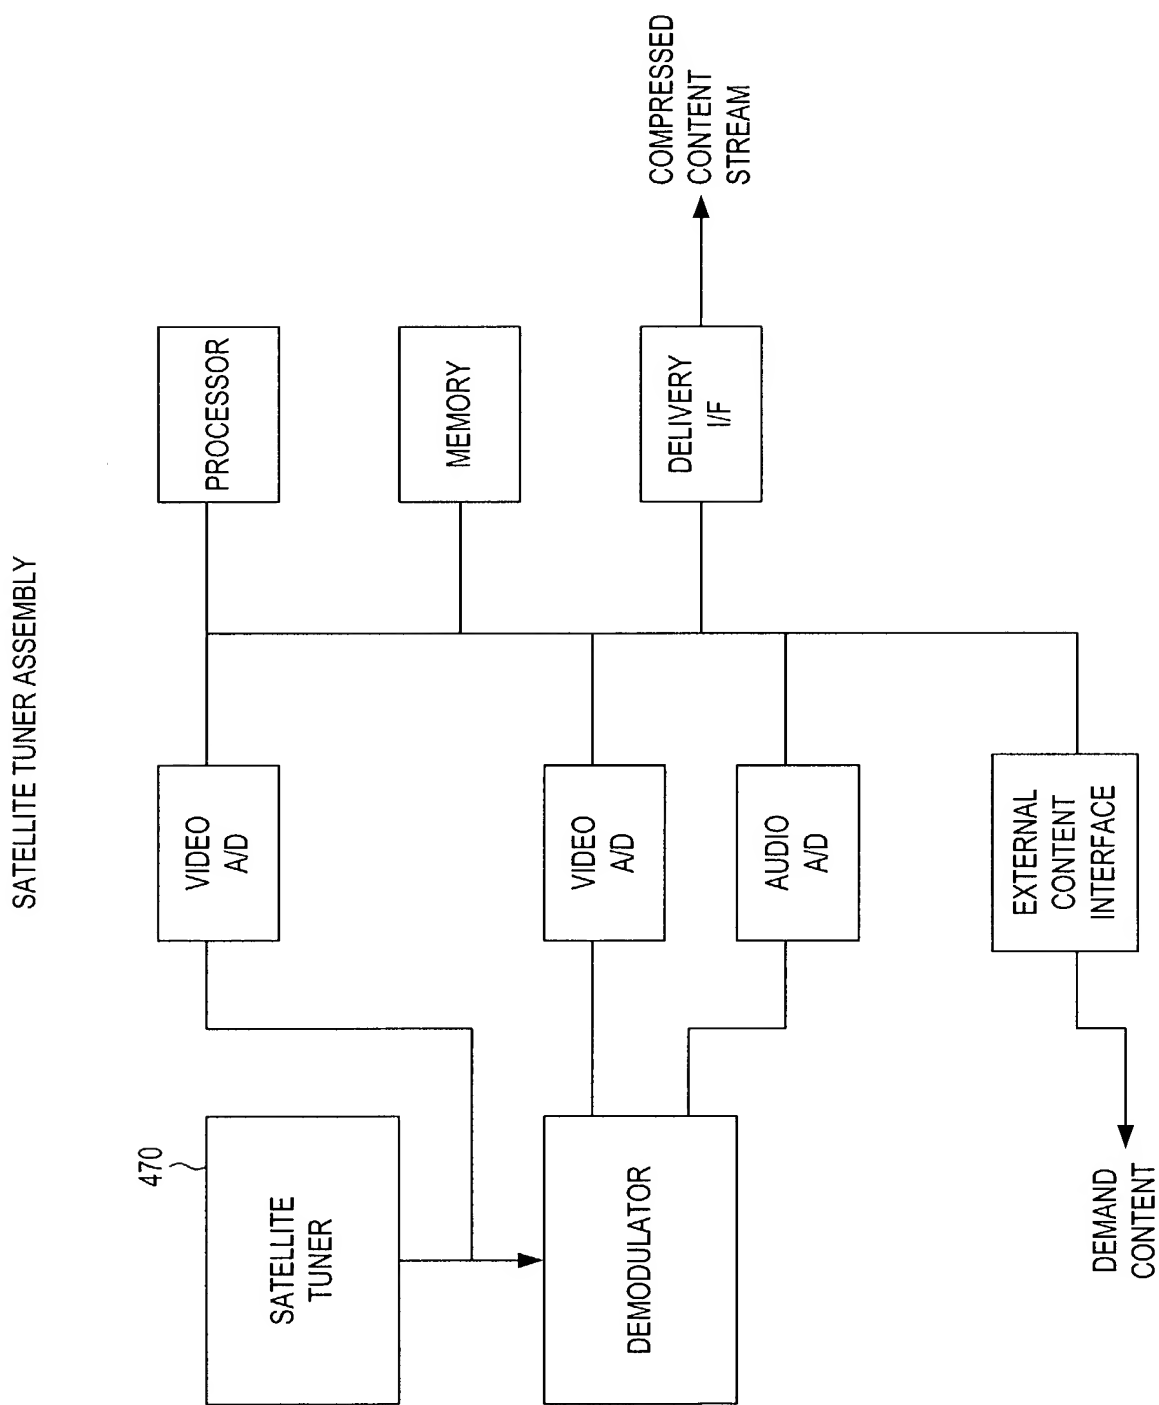 SATELLITE TUNER ASSEMBLY
470
SATELLITE
TUNER
VIDEO
A/D
PROCESSOR
MEMORY
DEMODULATOR
VIDEO
A/D
AUDIO
A/D
DELIVERY
I/F
COMPRESSED
CONTENT
STREAM
EXTERNAL
CONTENT
INTERFACE
DEMAND
CONTENT